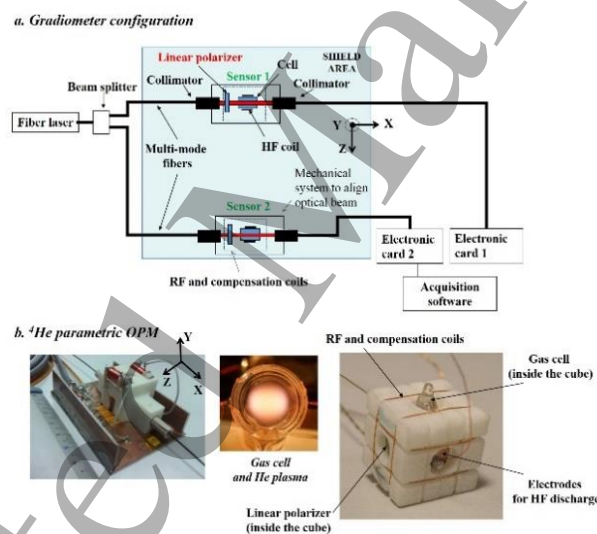 a. Gradiometer configuration
Linear polarizer
Cell
SHIELD
AREA
Collimator
Sensor 1
Collimator
Beam splitter
Fiber laser
HF coil
Y
X
Z
Multi-mode
fibers
Mechanical
system to align
optical beam
Sensor 2
Electronic
card 2
Electronic
card 1
RF and compensation coils
Acquisition
software
b. ⁴He parametric OPM
Y
Z
X
RF and compensation coils
Gas cell
(inside the cube)
Gas cell
and He plasma
Electrodes
for HF discharge
Linear polarizer
(inside the cube)